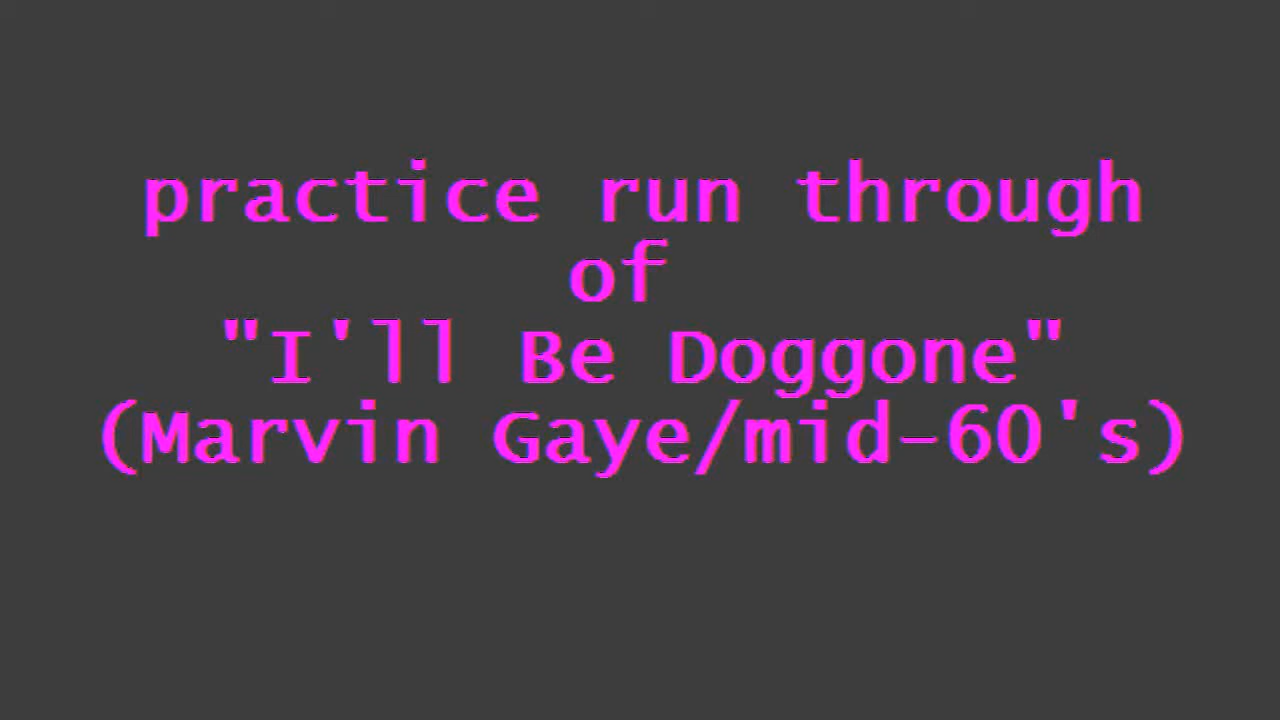 practice run through
of
"I'll Be Doggone"
(Marvin Gaye/mid-60's)